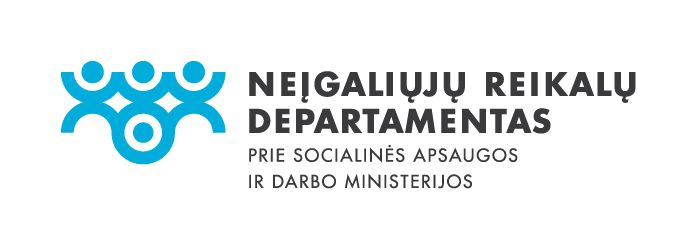 NEĮGALIŲJŲ REIKALŲ
DEPARTAMENTAS
PRIE SOCIALINĖS APSAUGOS
IR DARBO MINISTERIJOS